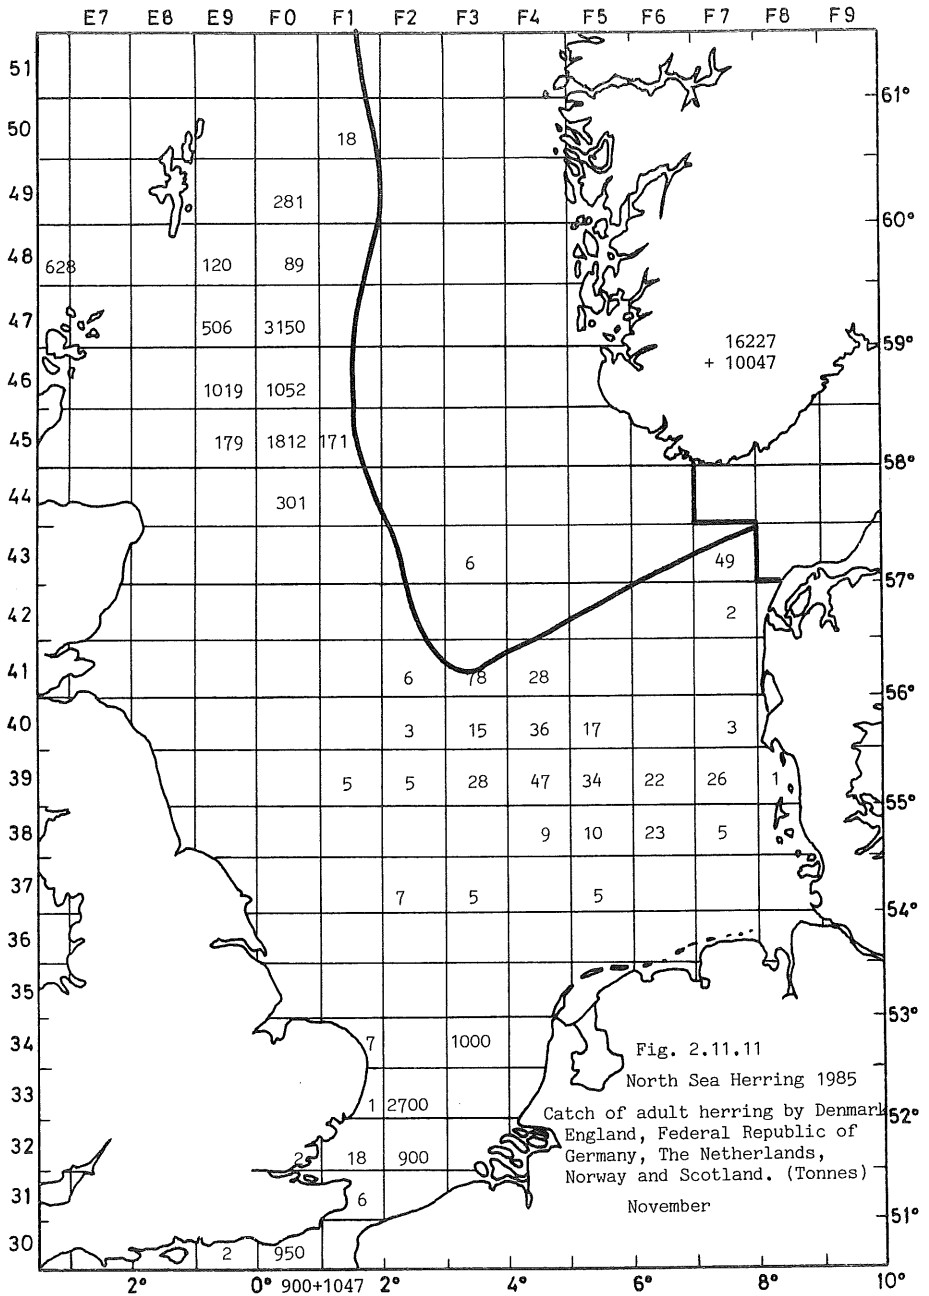 E7 E8 E9 F0 F1 F2 F3 F4 F5 F6 F7 F8 F9
51
61°
50 18
49 281
60°
48 628 120 89
47 506 3150
16227
59°
+ 10047
46 1019 1052
45 179 1812 171
58°
44 301
43 6 49
57°
42 2
41 6 78 28
56°
40 3 15 36 17 3
39 5 5 28 47 34 22 26 1
55°
38 9 10 23 5
37 7 5 5
54°
36
35
53°
34 7 1000
Fig. 2.11.11
North Sea Herring 1985
33 1 2700
Catch of adult herring by Denmark
52°
England, Federal Republic of
32 2 18 900
Germany, The Netherlands,
Norway and Scotland. (Tonnes)
31 6
November
51°
30 2 950
2° 0° 900+1047 2° 4° 6° 8° 10°